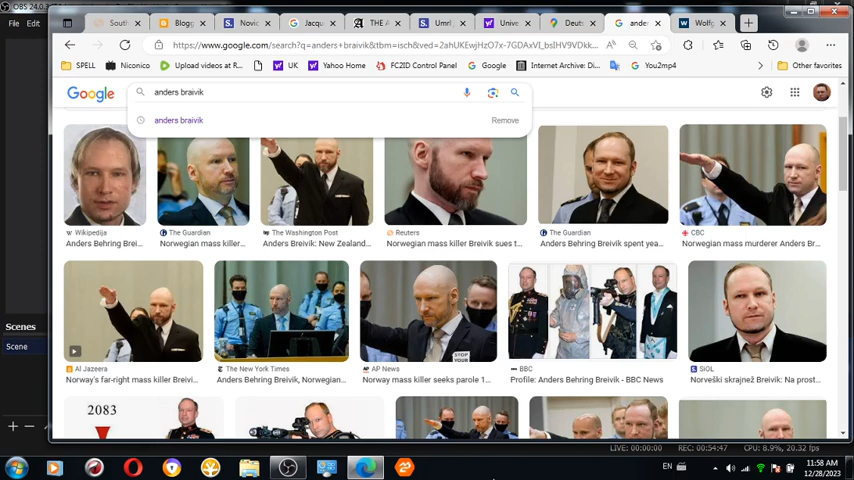 OBS 24.0.3
File Edit
South
Blogg
Novic
Jacqu
THE A
Umrl
Unive
Deuts
ander
Wolfg
https://www.google.com/search?q=anders+braivik&tbm=isch&ved=2ahUKEwjHzO7x-7GDAxVI_bsIHV9VDkk...
SPELL
Niconico
Upload videos at R...
UK
Yahoo Home
FC2ID Control Panel
Google
Internet Archive: Di...
You2mp4
Other favorites
Google
anders braivik
anders braivik
Remove
Wikipedija
The Guardian
The Washington Post
Reuters
The Guardian
CBC
Anders Behring Brei...
Norwegian mass killer...
Anders Breivik: New Zealand...
Norwegian mass killer Breivik sues t...
Anders Behring Breivik spent yea...
Norwegian mass murderer Anders Br...
STOP
YOUR
Al Jazeera
The New York Times
AP News
BBC
SiOL
Norway's far-right mass killer Breivi...
Anders Behring Breivik, Norwegian...
Norway mass killer seeks parole 1...
Profile: Anders Behring Breivik - BBC News
Norveški skrajnež Breivik: Na prost...
2083
Scenes
Scene
LIVE: 00:00:00
REC: 00:54:47
CPU: 8.9%, 20.32 fps
EN
11:58 AM
12/28/2023